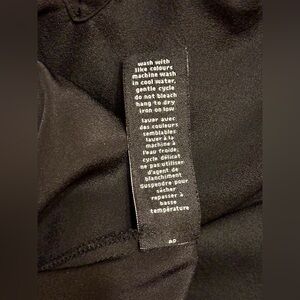 wash with
like colours
machine wash
in cool water,
gentle cycle
do not bleach
hang to dry
iron on low
laver avec
des couleurs
semblables
laver à la
machine à
l'eau froide,
cycle délicat
ne pas utiliser
d'agent de
blanchiment
suspendre pour
sécher
repasser à
basse
température